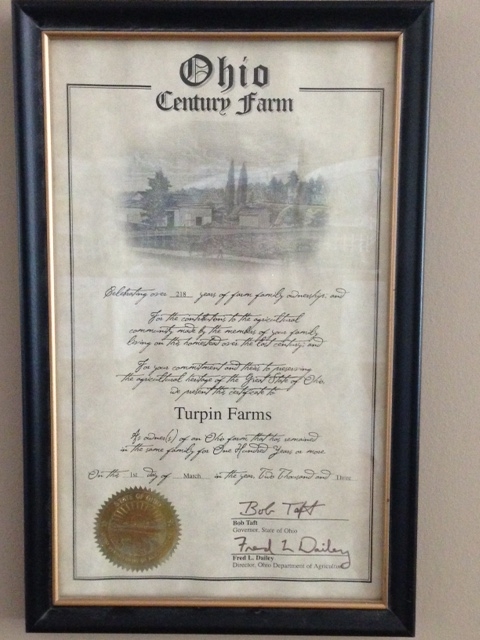 Ohio
Century Farm
Celebrating over 218 years of farm family ownership; and
For the contributions to the agricultural
community made by the members of your family
living on this homestead over the last century; and
For your commitment and theirs to preserving
the agricultural heritage of the Great State of Ohio,
we present this certificate to
Turpin Farms
As owner(s) of an Ohio farm that has remained
in the same family for One Hundred Years or more.
On the 1st day of March in the year Two Thousand and
Bob Taft
Bob Taft
Governor, State of Ohio
Fred L Dailey
Fred L. Dailey
Director, Ohio Department of Agriculture